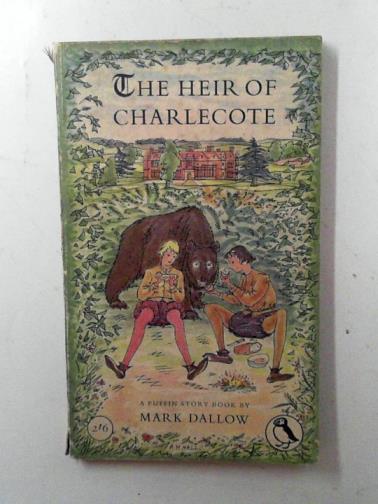 THE HEIR OF
CHARLECOTE
A PUFFIN STORY BOOK BY
MARK DALLOW
2/6